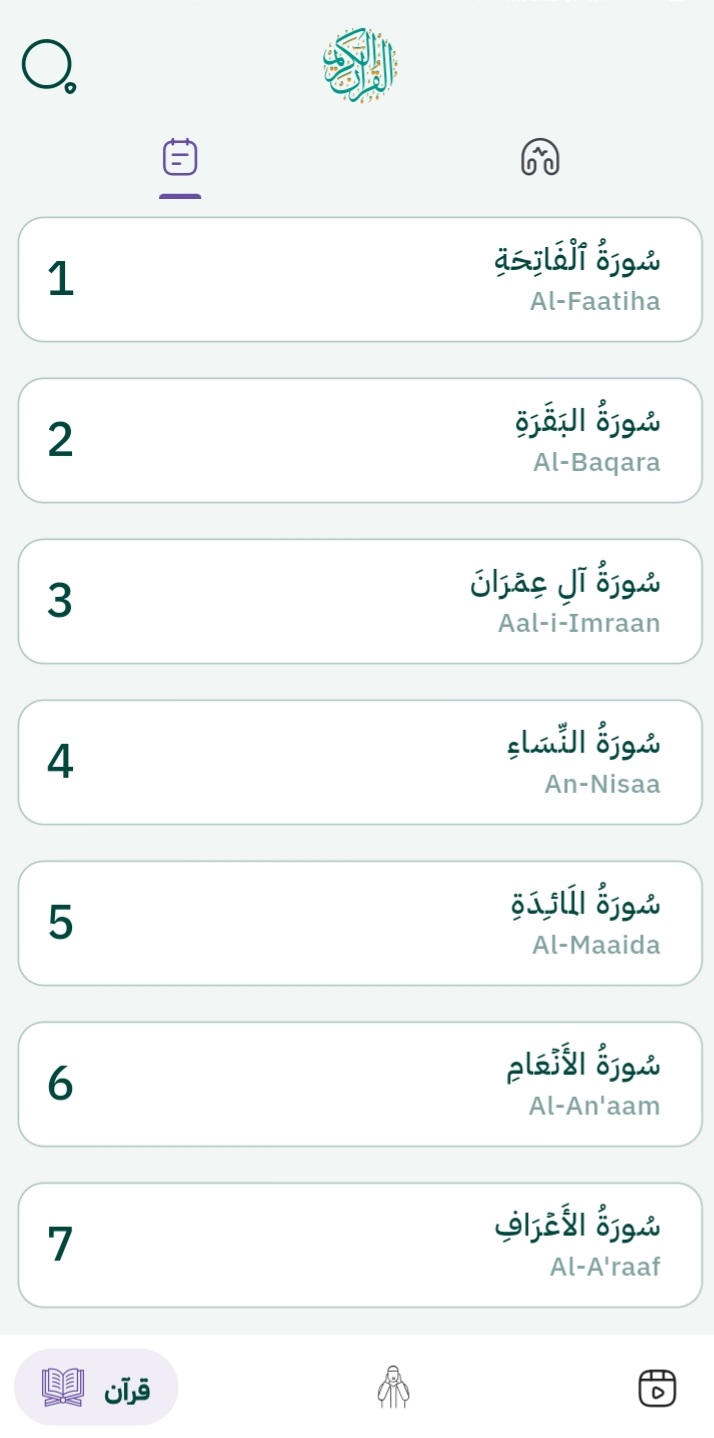 القرآن الكريم
1
سُورَةُ ٱلْفَاتِحَةِ
Al-Faatiha
2
سُورَةُ البَقَرَةِ
Al-Baqara
3
سُورَةُ آلِ عِمۡرَانَ
Aal-i-Imraan
4
سُورَةُ النِّسَاءِ
An-Nisaa
5
سُورَةُ المَائـِدَةِ
Al-Maaida
6
سُورَةُ الأَنۡعَامِ
Al-An'aam
7
سُورَةُ الأَعۡرَافِ
Al-A'raaf
قرآن